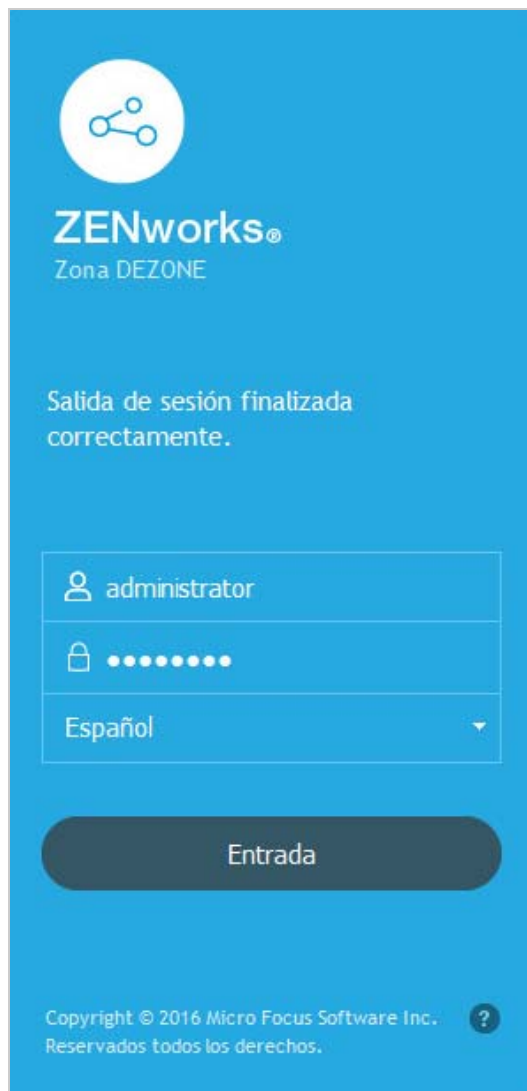 ZENworks®
Zona DEZONE
Salida de sesión finalizada
correctamente.
administrator
••••••••
Español
Entrada
Copyright © 2016 Micro Focus Software Inc.
Reservados todos los derechos.
?